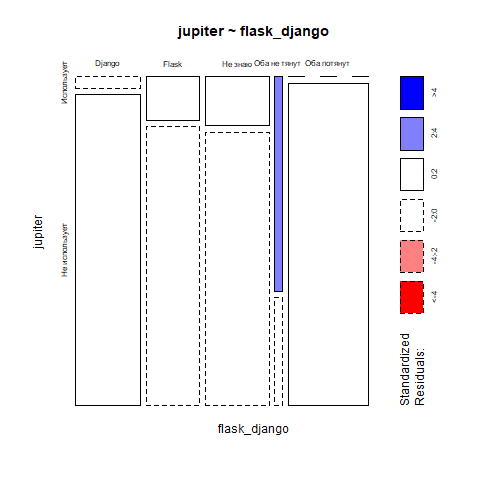 jupiter ~ flask_django
Django Flask Не знаю Оба не тянут Оба потянут
Использует
Не использует
jupiter
flask_django
>4
2:4
0:2
-2:0
-4:-2
<-4
Standardized
Residuals: